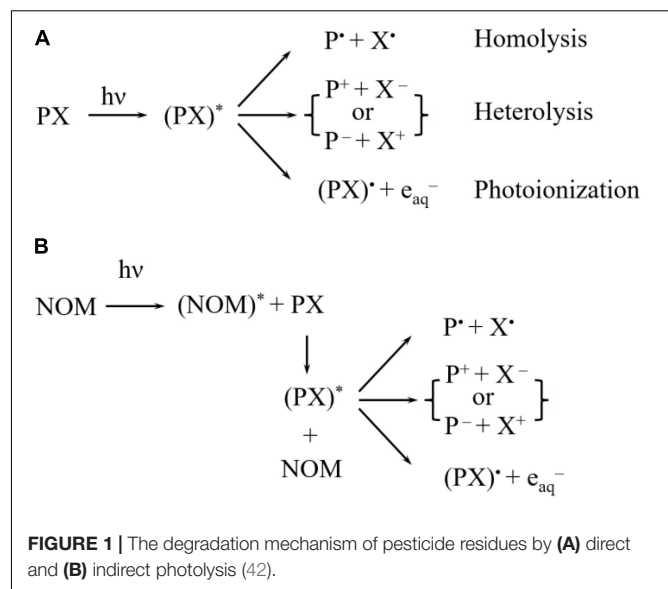 A
P• + X• Homolysis
hν P⁺ + X⁻
PX (PX)* or Heterolysis
P⁻ + X⁺
(PX)• + eaq⁻ Photoionization
B
hν
NOM (NOM)* + PX
P• + X•
P⁺ + X⁻
(PX)* or
+ P⁻ + X⁺
NOM (PX)• + eaq⁻
FIGURE 1 | The degradation mechanism of pesticide residues by (A) direct
and (B) indirect photolysis (42).